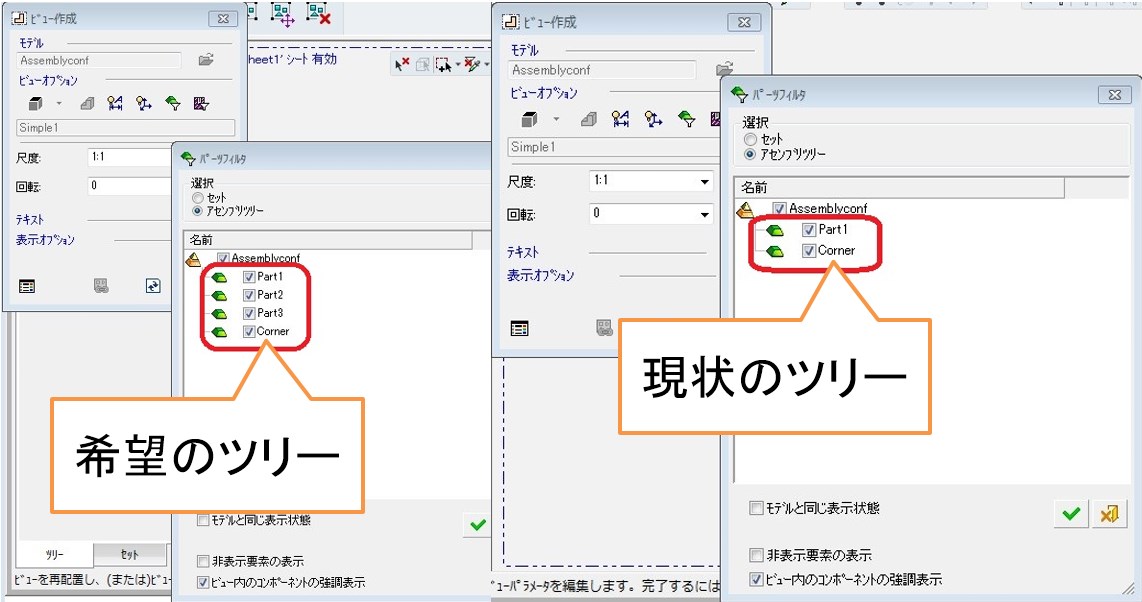 ビュー作成
モデル
Assemblyconf
ビューオプション
Simple1
尺度:
1:1
回転:
0
テキスト
表示オプション
heet1' シート 有効
パーツフィルタ
選択
セット
アセンブリツリー
名前
Assemblyconf
Part1
Part2
Part3
Corner
希望のツリー
モデルと同じ表示状態
非表示要素の表示
ビュー内のコンポーネントの強調表示
ツリー
セット
ビューを再配置し、(または)ビュー
ビュー作成
モデル
Assemblyconf
ビューオプション
Simple1
尺度:
1:1
回転:
0
テキスト
表示オプション
パーツフィルタ
選択
セット
アセンブリツリー
名前
Assemblyconf
Part1
Corner
現状のツリー
モデルと同じ表示状態
非表示要素の表示
ビュー内のコンポーネントの強調表示
ューパラメータを編集します。完了するには